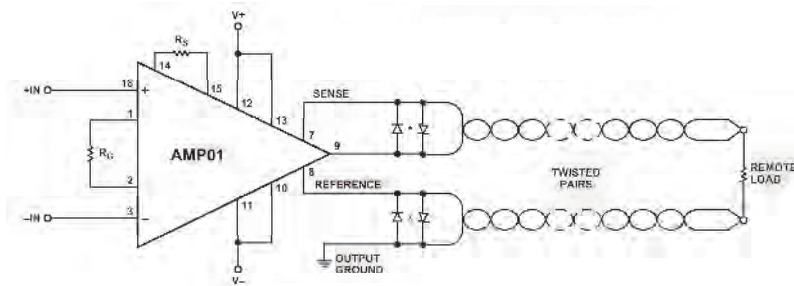 V+
RS
14
15
12
13
18
+IN
+
1
RG
2
AMP01
-IN
3
–
SENSE
7
9
8
REFERENCE
10
11
V–
OUTPUT
GROUND
TWISTED
PAIRS
REMOTE
LOAD
*